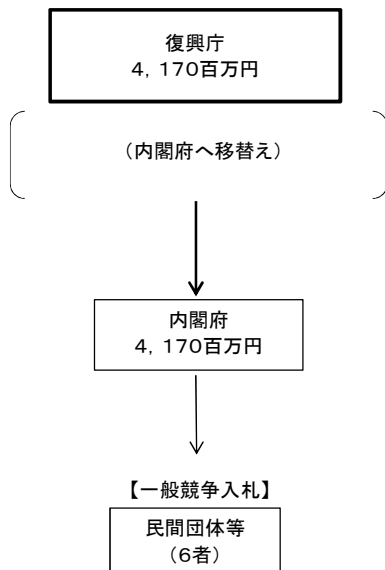 復興庁
4，170百万円
（内閣府へ移替え）
内閣府
4，170百万円
【一般競争入札】
民間団体等
（6者）